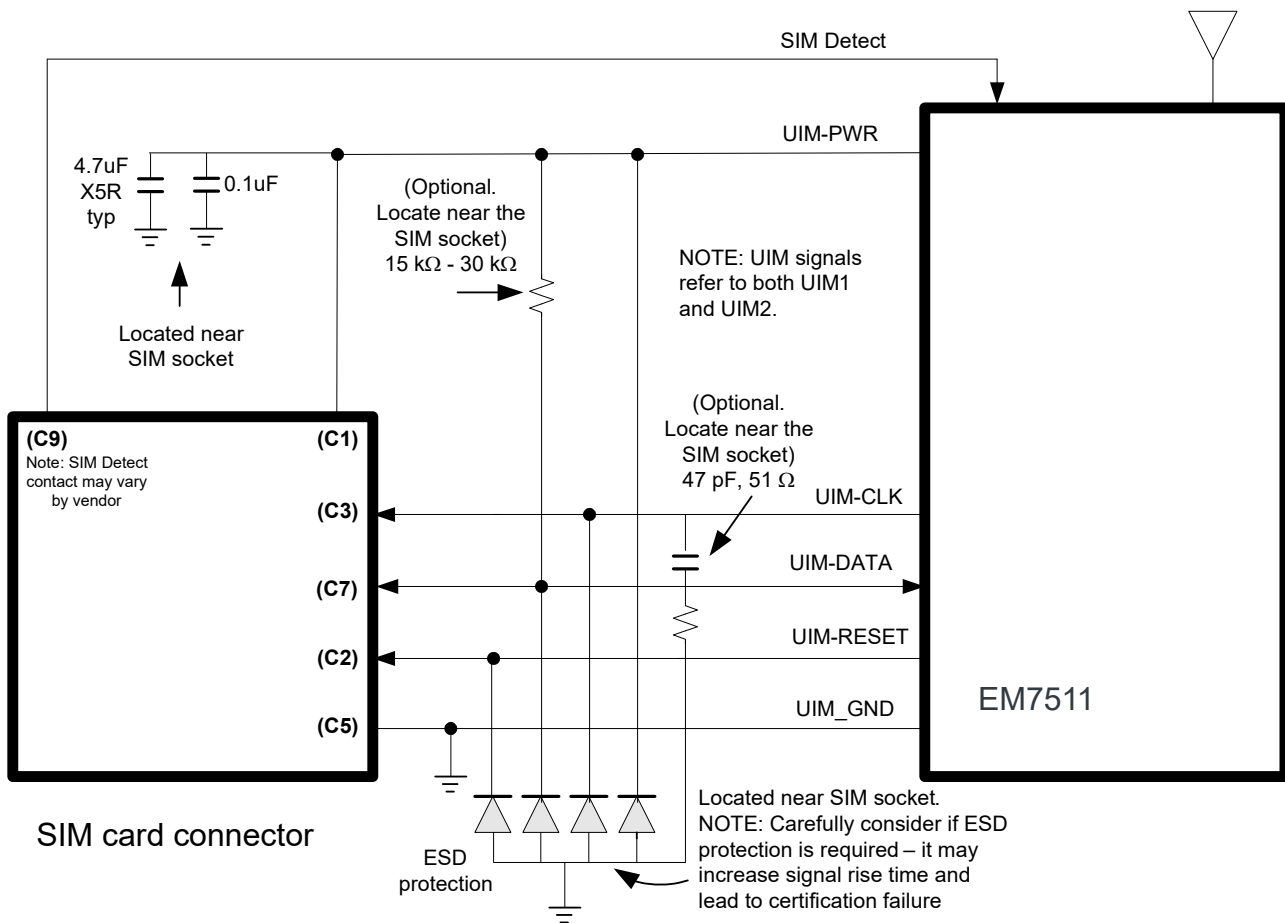 SIM Detect
UIM-PWR
4.7uF
X5R
typ
0.1uF
(Optional.
Locate near the
SIM socket)
15 kΩ - 30 kΩ
NOTE: UIM signals
refer to both UIM1
and UIM2.
Located near
SIM socket
(C9)
Note: SIM Detect
contact may vary
by vendor
(C1)
(Optional.
Locate near the
SIM socket)
47 pF, 51 Ω
(C3)
UIM-CLK
(C7)
UIM-DATA
(C2)
UIM-RESET
(C5)
UIM_GND
EM7511
SIM card connector
ESD
protection
Located near SIM socket.
NOTE: Carefully consider if ESD
protection is required – it may
increase signal rise time and
lead to certification failure